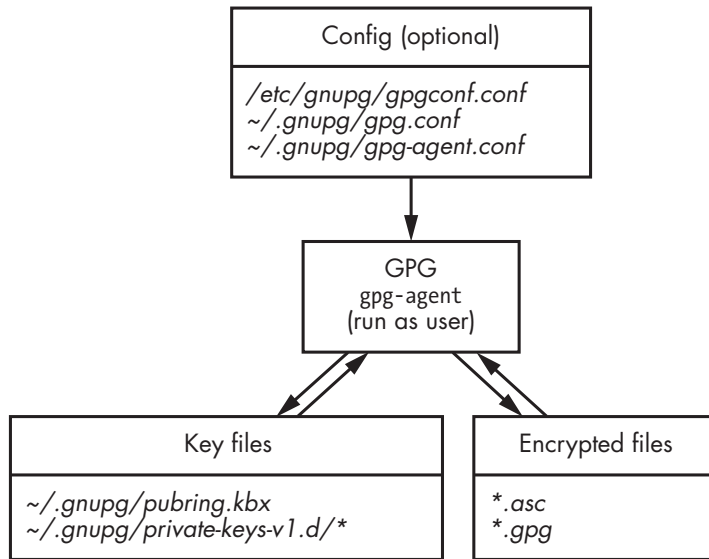 Config (optional)
/etc/gnupg/gpgconf.conf
~/.gnupg/gpg.conf
~/.gnupg/gpg-agent.conf
GPG
gpg-agent
(run as user)
Key files
~/.gnupg/pubring.kbx
~/.gnupg/private-keys-v1.d/*
Encrypted files
*.asc
*.gpg